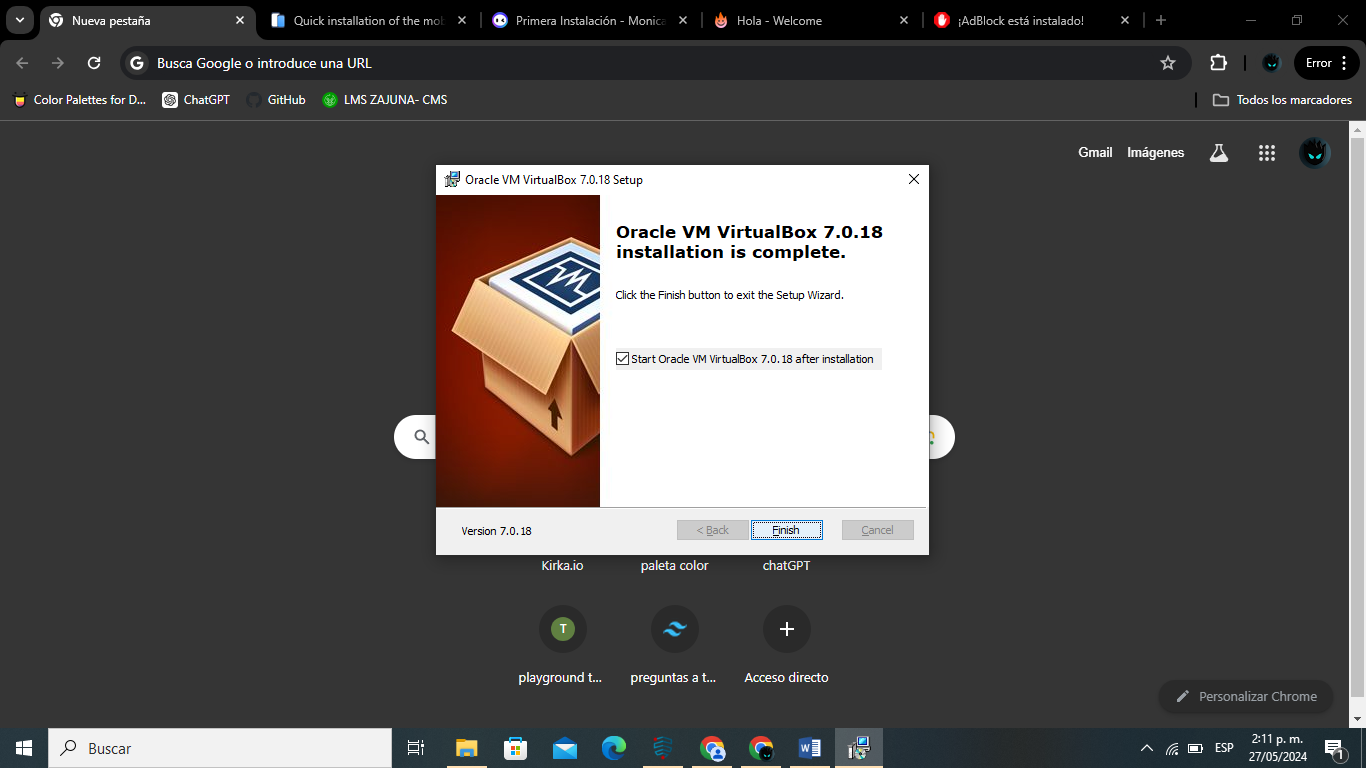 Nueva pestaña
Quick installation of the mob
Primera Instalación - Monica
Hola - Welcome
¡AdBlock está instalado!
Busca Google o introduce una URL
Error
Color Palettes for D...
ChatGPT
GitHub
LMS ZAJUNA- CMS
Todos los marcadores
Gmail
Imágenes
Oracle VM VirtualBox 7.0.18 Setup
Oracle VM VirtualBox 7.0.18
installation is complete.
Click the Finish button to exit the Setup Wizard.
Start Oracle VM VirtualBox 7.0.18 after installation
Version 7.0.18
< Back
Finish
Cancel
Kirka.io
paleta color
chatGPT
T
playground t...
preguntas a t...
Acceso directo
Personalizar Chrome
Buscar
ESP
2:11 p. m.
27/05/2024
1